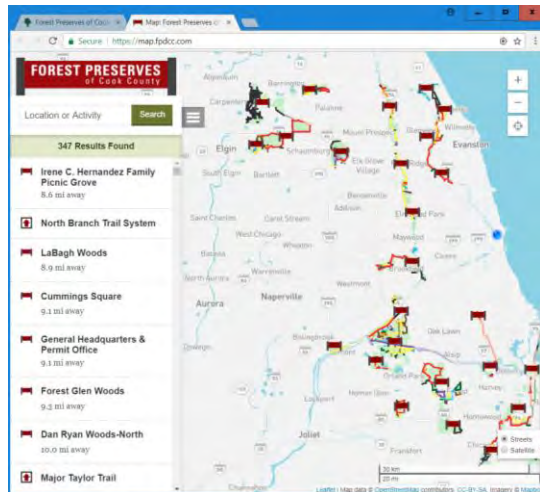 Forest Preserves of Cook
Map: Forest Preserves of
Secure
https://map.fpdcc.com
FOREST PRESERVES
of Cook County
Location or Activity
Search
347 Results Found
Irene C. Hernandez Family
Picnic Grove
8.6 mi away
North Branch Trail System
LaBagh Woods
8.9 mi away
Cummings Square
9.1 mi away
General Headquarters &
Permit Office
9.1 mi away
Forest Glen Woods
9.3 mi away
Dan Ryan Woods-North
10.0 mi away
Major Taylor Trail
Algonquin
Barrington
Carpenter
Palatine
Mount Prospect
Wilmette
Elgin
Schaumburg
Evanston
South Elgin
Bartlett
Elk Grove
Village
Bensenville
Addison
Saint Charles
Carol Stream
Elmwood Park
West Chicago
Maywood
Wheaton
Batavia
Cicero
North Aurora
Warrenville
Westmont
Aurora
Naperville
Bolingbrook
Oak Lawn
Oswego
Orland Park
Homer Glen
Harvey
Lockport
Homewood
Joliet
Frankfort
Channahon
Streets
Satellite
30 km
20 mi
Leaflet | Map data © OpenStreetMap contributors, CC-BY-SA, Imagery © Mapbox